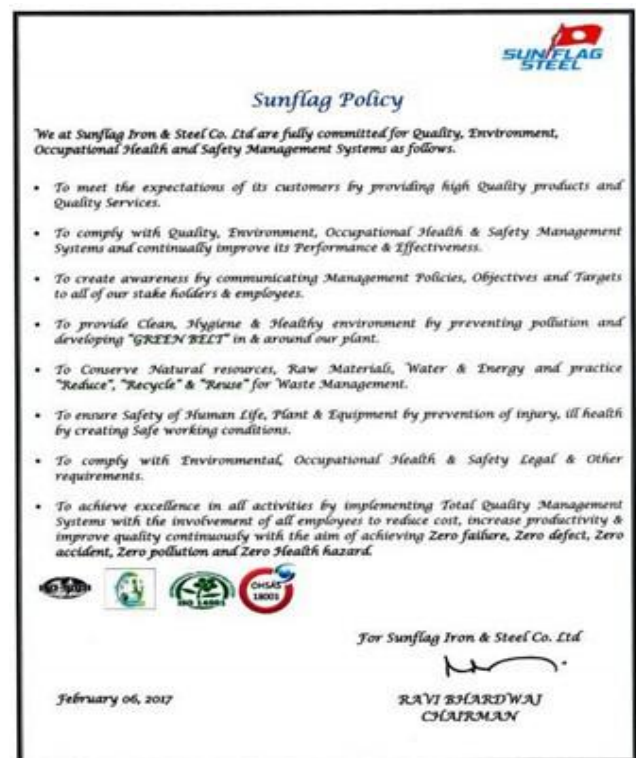 SUNFLAG
STEEL
Sunflag Policy
We at Sunflag Iron & Steel Co. Ltd are fully committed for Quality, Environment,
Occupational Health and Safety Management Systems as follows.
• To meet the expectations of its customers by providing high Quality products and
Quality Services.
• To comply with Quality, Environment, Occupational Health & Safety Management
Systems and continually improve its Performance & Effectiveness.
• To create awareness by communicating Management Policies, Objectives and Targets
to all of our stake holders & employees.
• To provide Clean, Hygiene & Healthy environment by preventing pollution and
developing "GREEN BELT" in & around our plant.
• To Conserve Natural resources, Raw Materials, Water & Energy and practice
"Reduce", "Recycle" & "Reuse" for Waste Management.
• To ensure Safety of Human Life, Plant & Equipment by prevention of injury, ill health
by creating Safe working conditions.
• To comply with Environmental, Occupational Health & Safety Legal & Other
requirements.
• To achieve excellence in all activities by implementing Total Quality Management
Systems with the involvement of all employees to reduce cost, increase productivity &
improve quality continuously with the aim of achieving Zero failure, Zero defect, Zero
accident, Zero pollution and Zero Health hazard.
ISO 14001
OHSAS
18001
For Sunflag Iron & Steel Co. Ltd
February 06, 2017
RAVI BHARDWAJ
CHAIRMAN